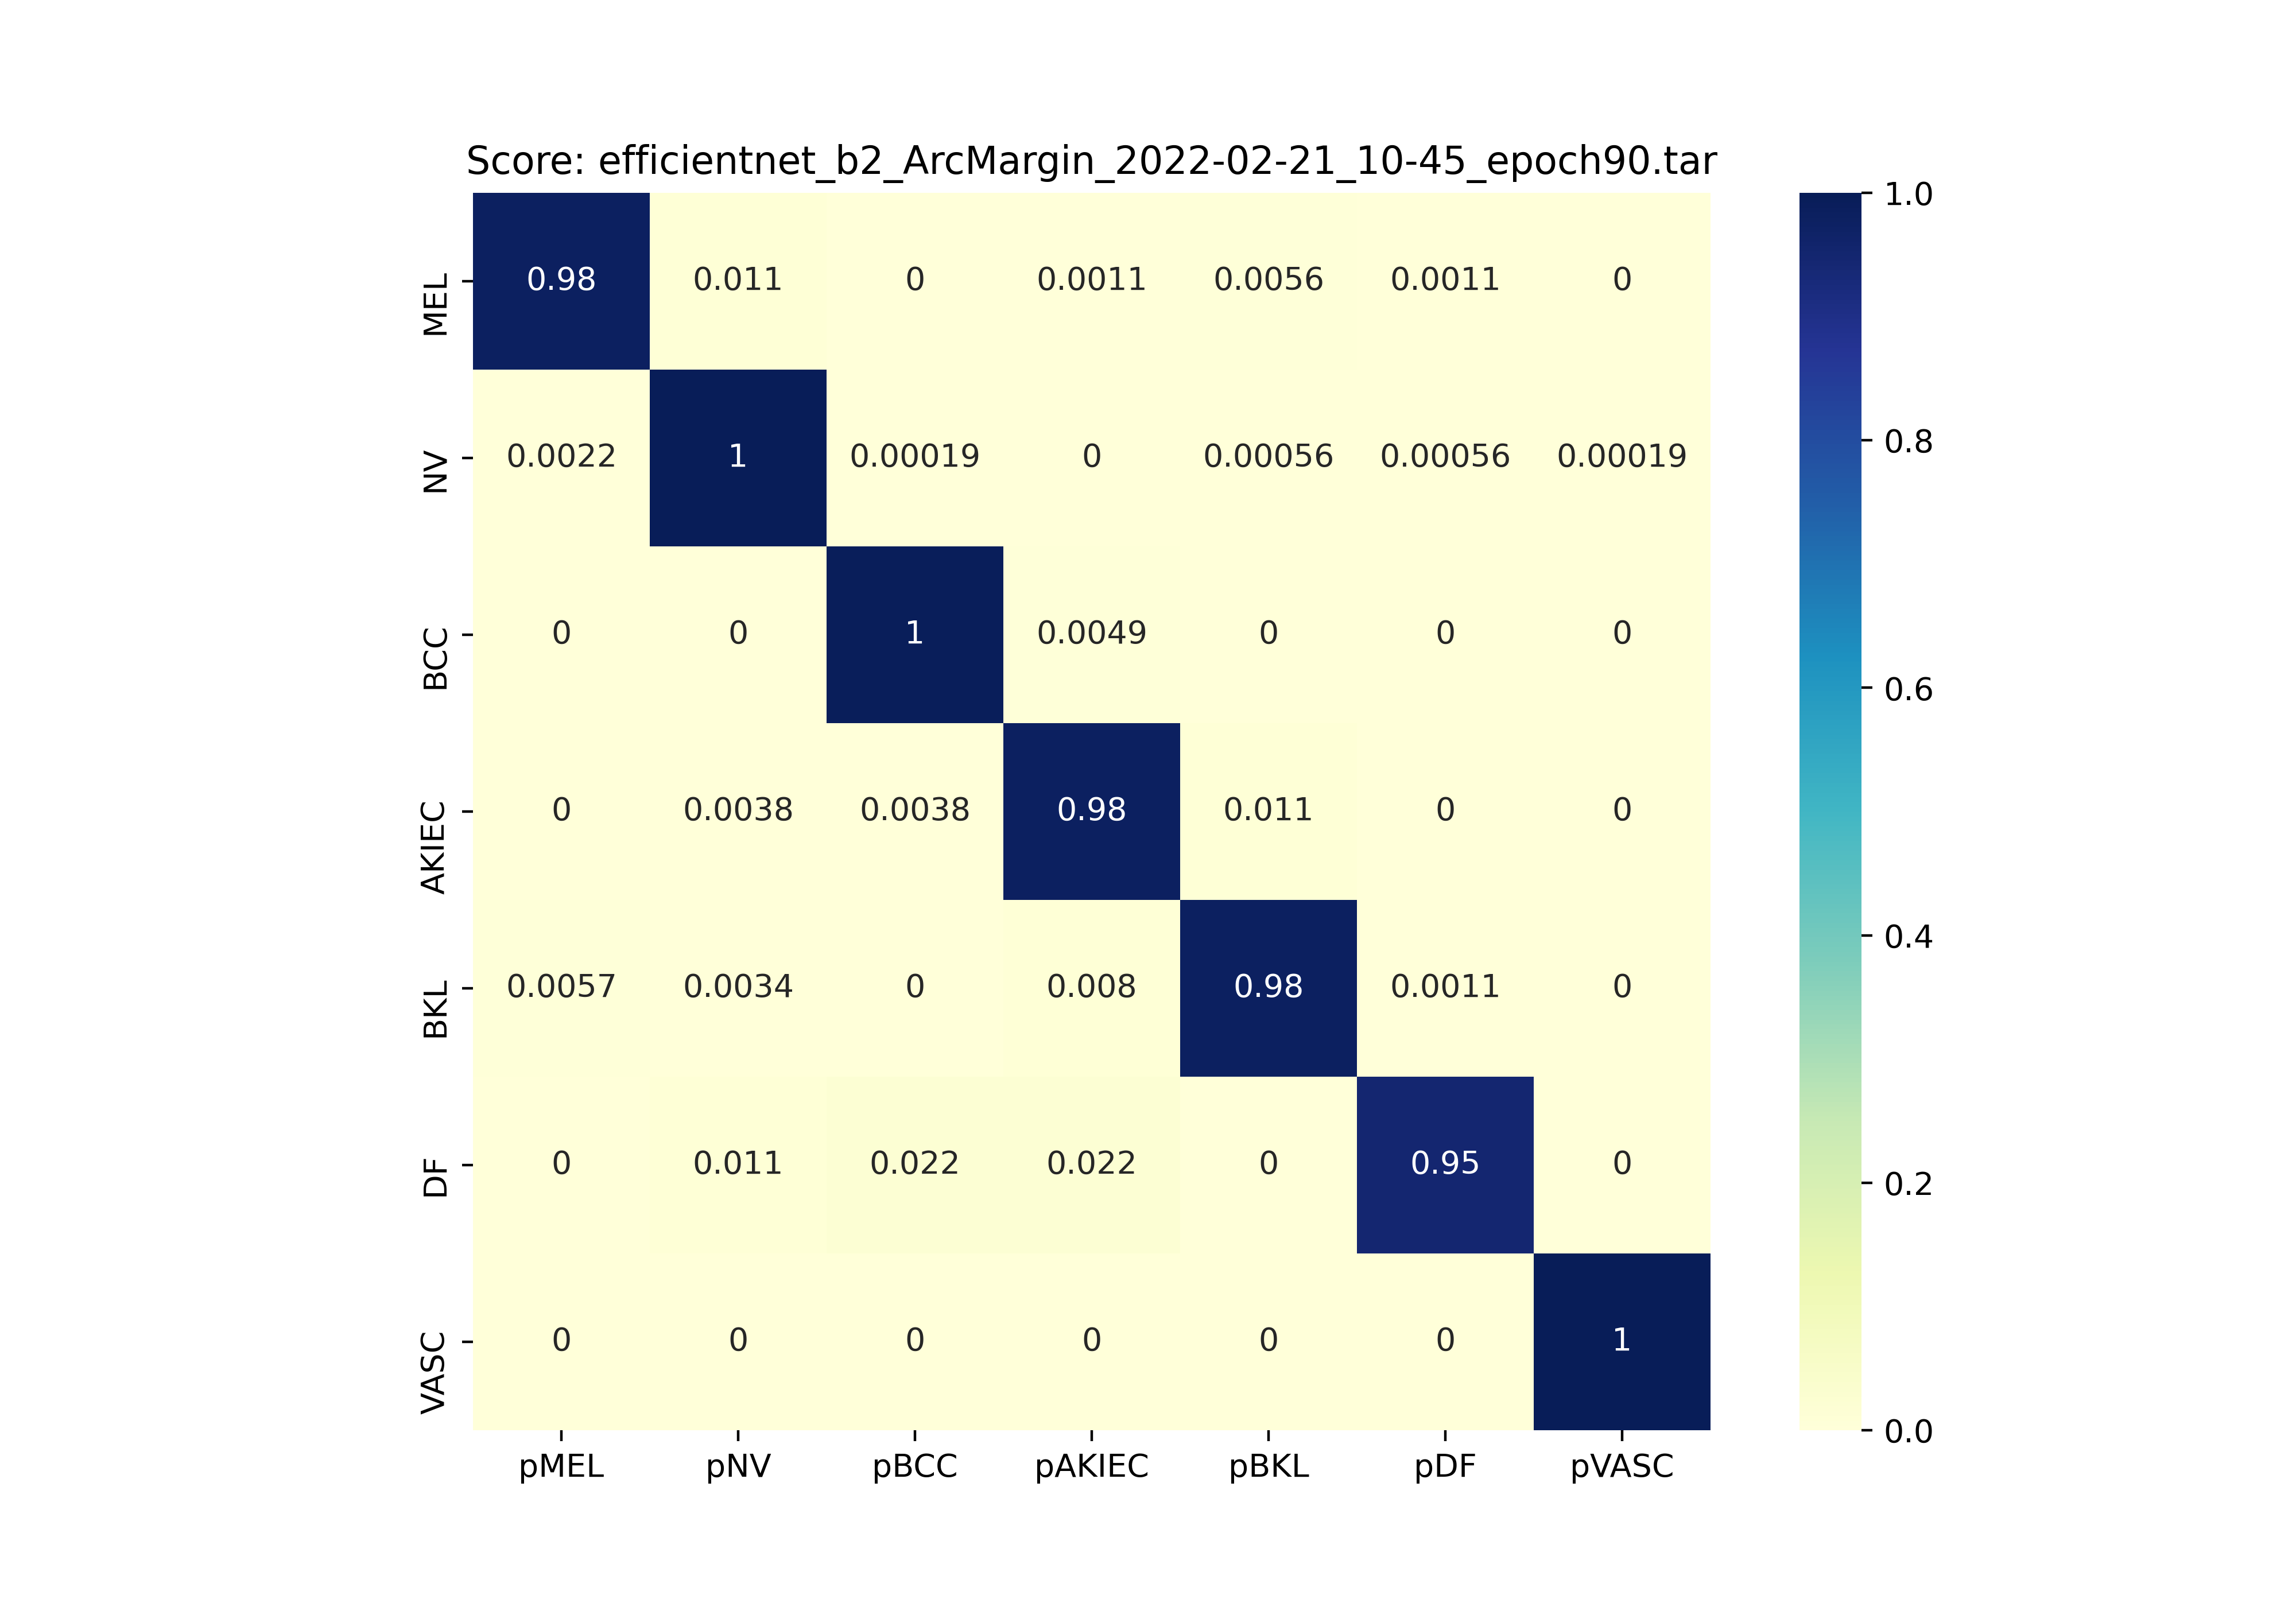 Score: efficientnet_b2_ArcMargin_2022-02-21_10-45_epoch90.tar
MEL 0.98 0.011 0 0.0011 0.0056 0.0011 0
NV 0.0022 1 0.00019 0 0.00056 0.00056 0.00019
BCC 0 0 1 0.0049 0 0 0
AKIEC 0 0.0038 0.0038 0.98 0.011 0 0
BKL 0.0057 0.0034 0 0.008 0.98 0.0011 0
DF 0 0.011 0.022 0.022 0 0.95 0
VASC 0 0 0 0 0 0 1
pMEL pNV pBCC pAKIEC pBKL pDF pVASC
1.0
0.8
0.6
0.4
0.2
0.0